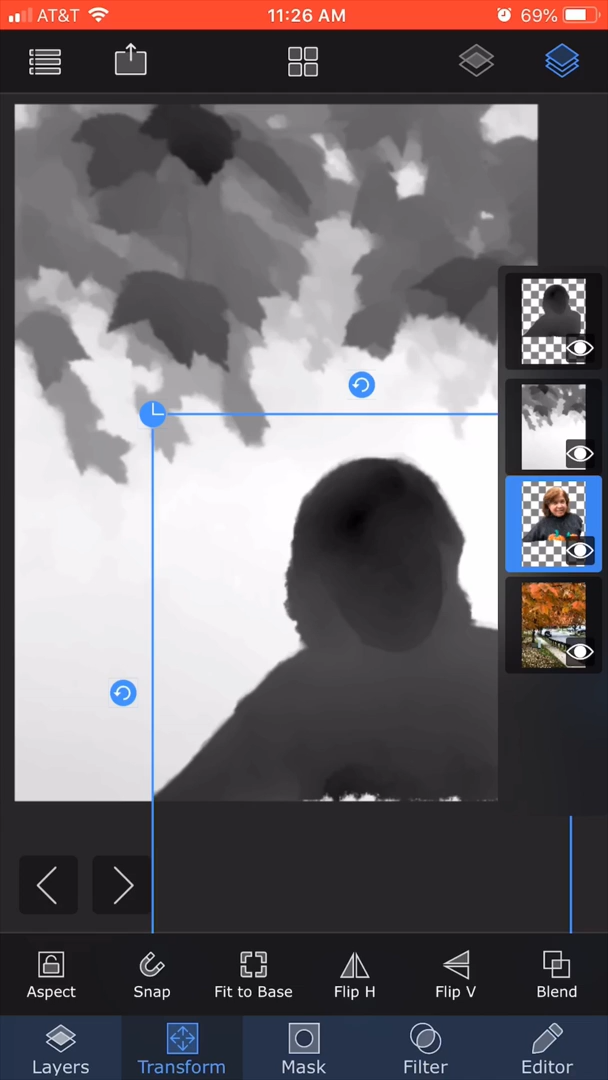 AT&T 11:26 AM 69%
Aspect Snap Fit to Base Flip H Flip V Blend
Layers Transform Mask Filter Editor